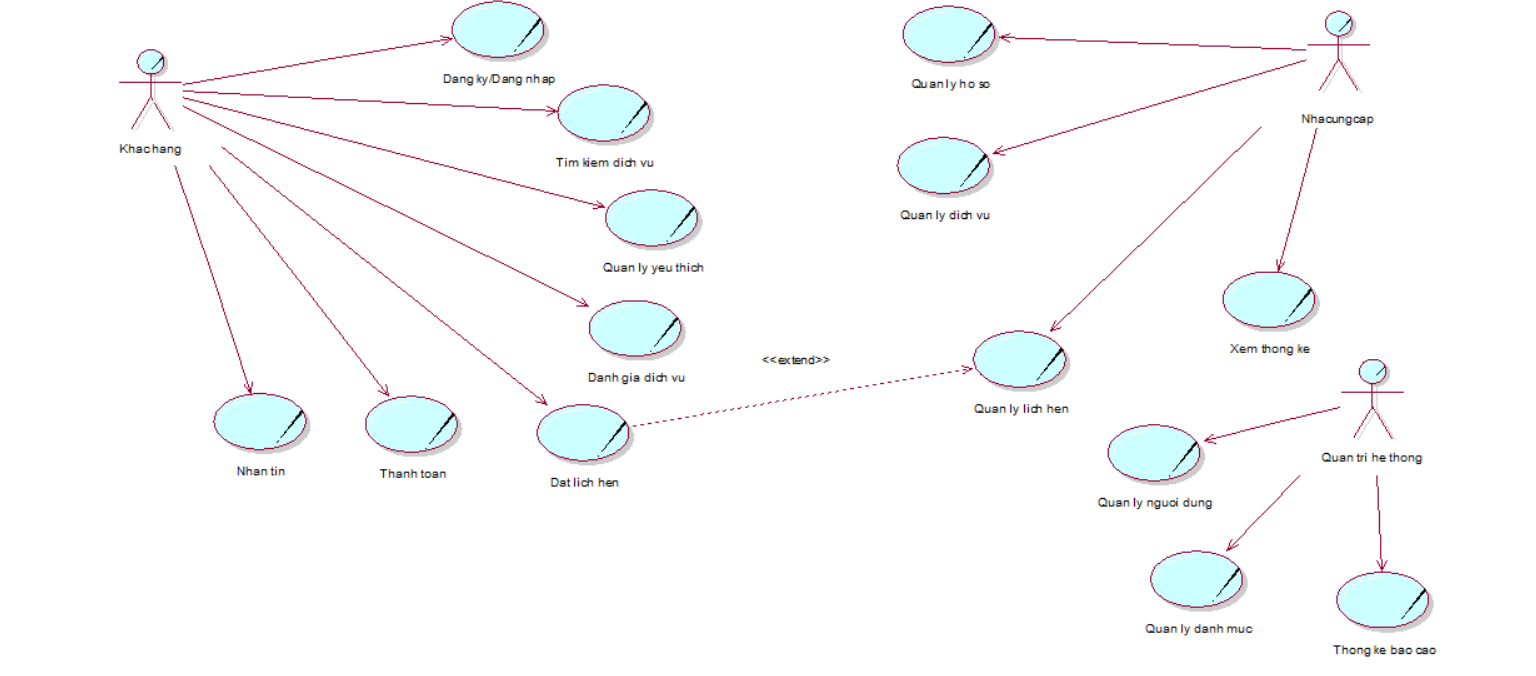 Dang ky/Dang nhap
Quan ly ho so
Nhacungcap
Khachang
Tim kiem dich vu
Quan ly dich vu
Quan ly yeu thich
Xem thong ke
<<extend>>
Danh gia dich vu
Quan ly lich hen
Quan tri he thong
Nhan tin
Thanh toan
Dat lich hen
Quan ly nguoi dung
Quan ly danh muc
Thong ke bao cao